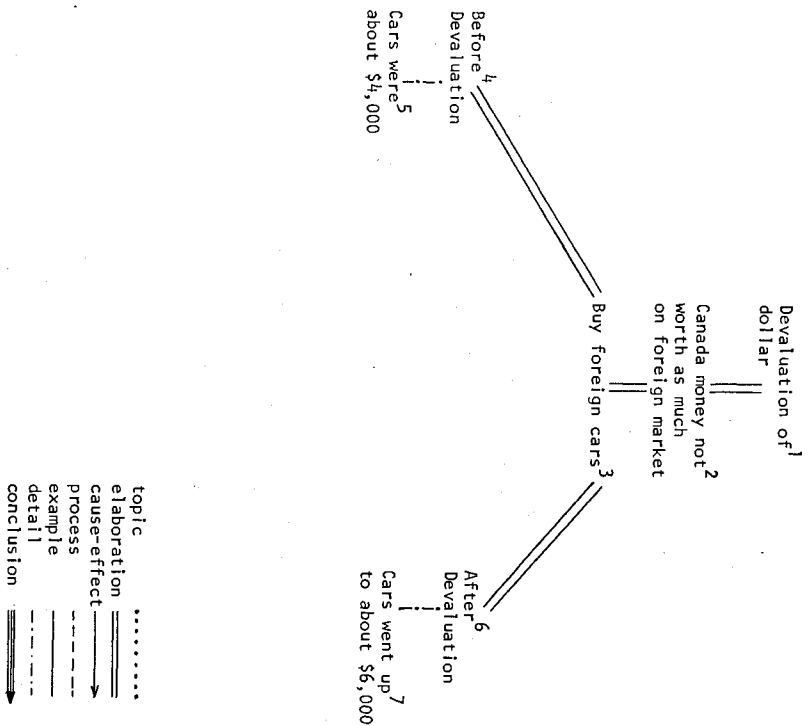 Devaluation of¹
dollar
Canada money not²
worth as much
on foreign market
Buy foreign cars³
Before⁴
Devaluation
Cars were⁵
about $4,000
After⁶
Devaluation
Cars went up⁷
to about $6,000
topic
elaboration
cause-effect
process
example
detail
conclusion